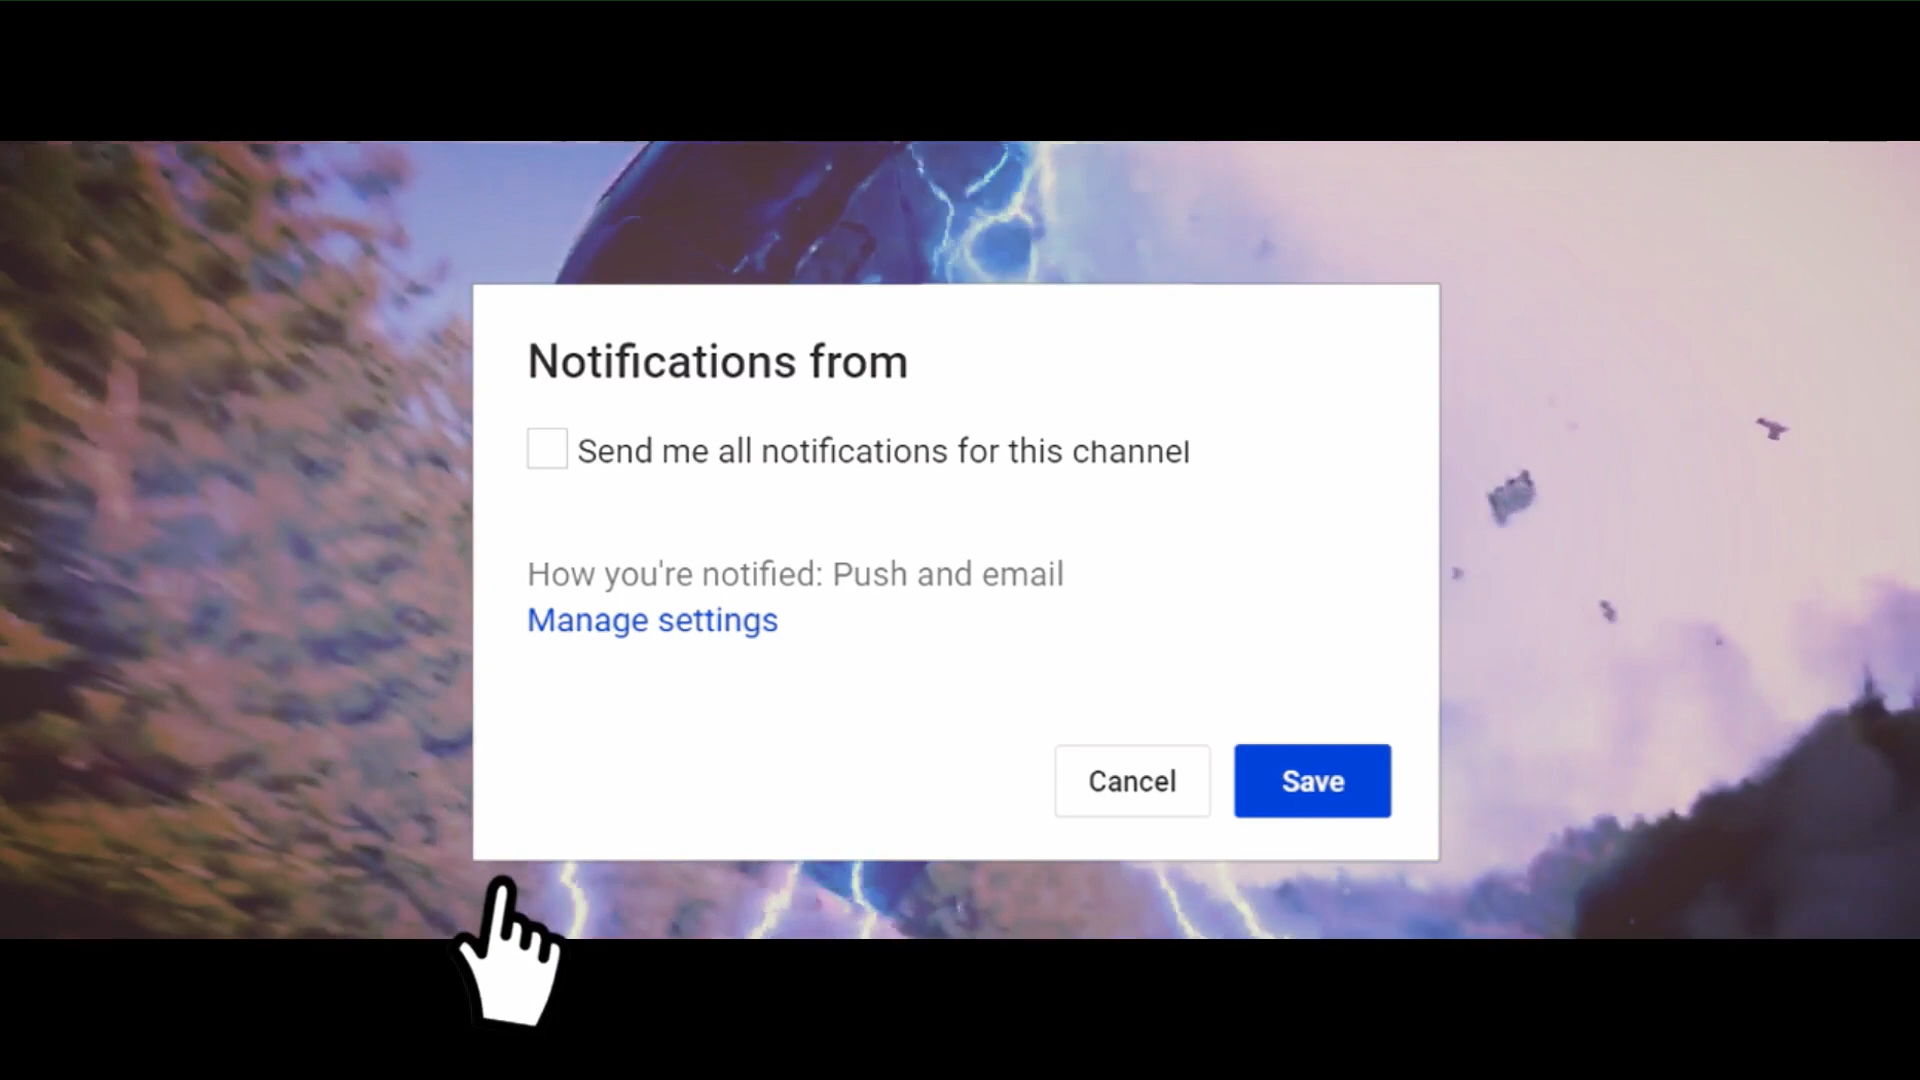 Notifications from
Send me all notifications for this channel
How you're notified: Push and email
Manage settings
Cancel
Save